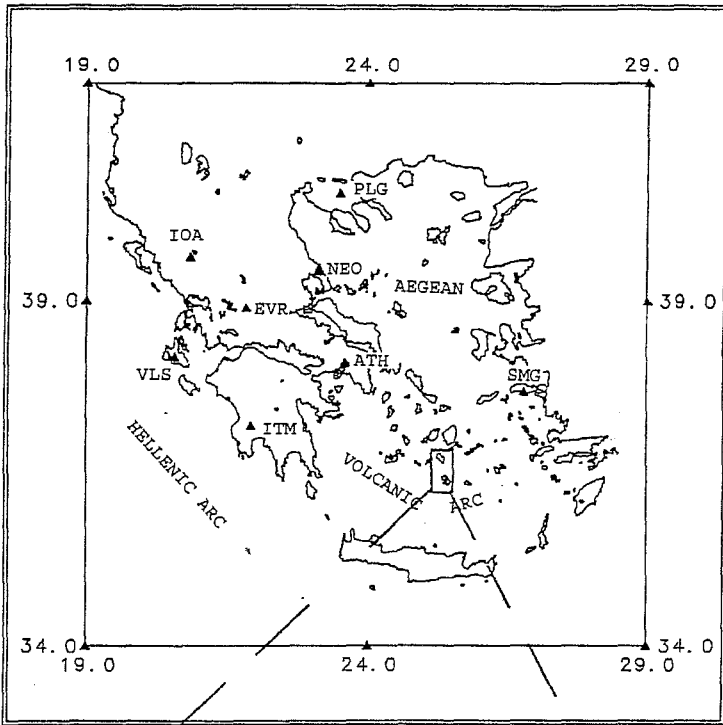 19.0 24.0 29.0
PLG
IOA
NEO
AEGEAN
39.0 39.0
EVR
ATH
VLS
SMG
ITM
HELLENIC ARC
VOLCANIC ARC
34.0 34.0
19.0 24.0 29.0